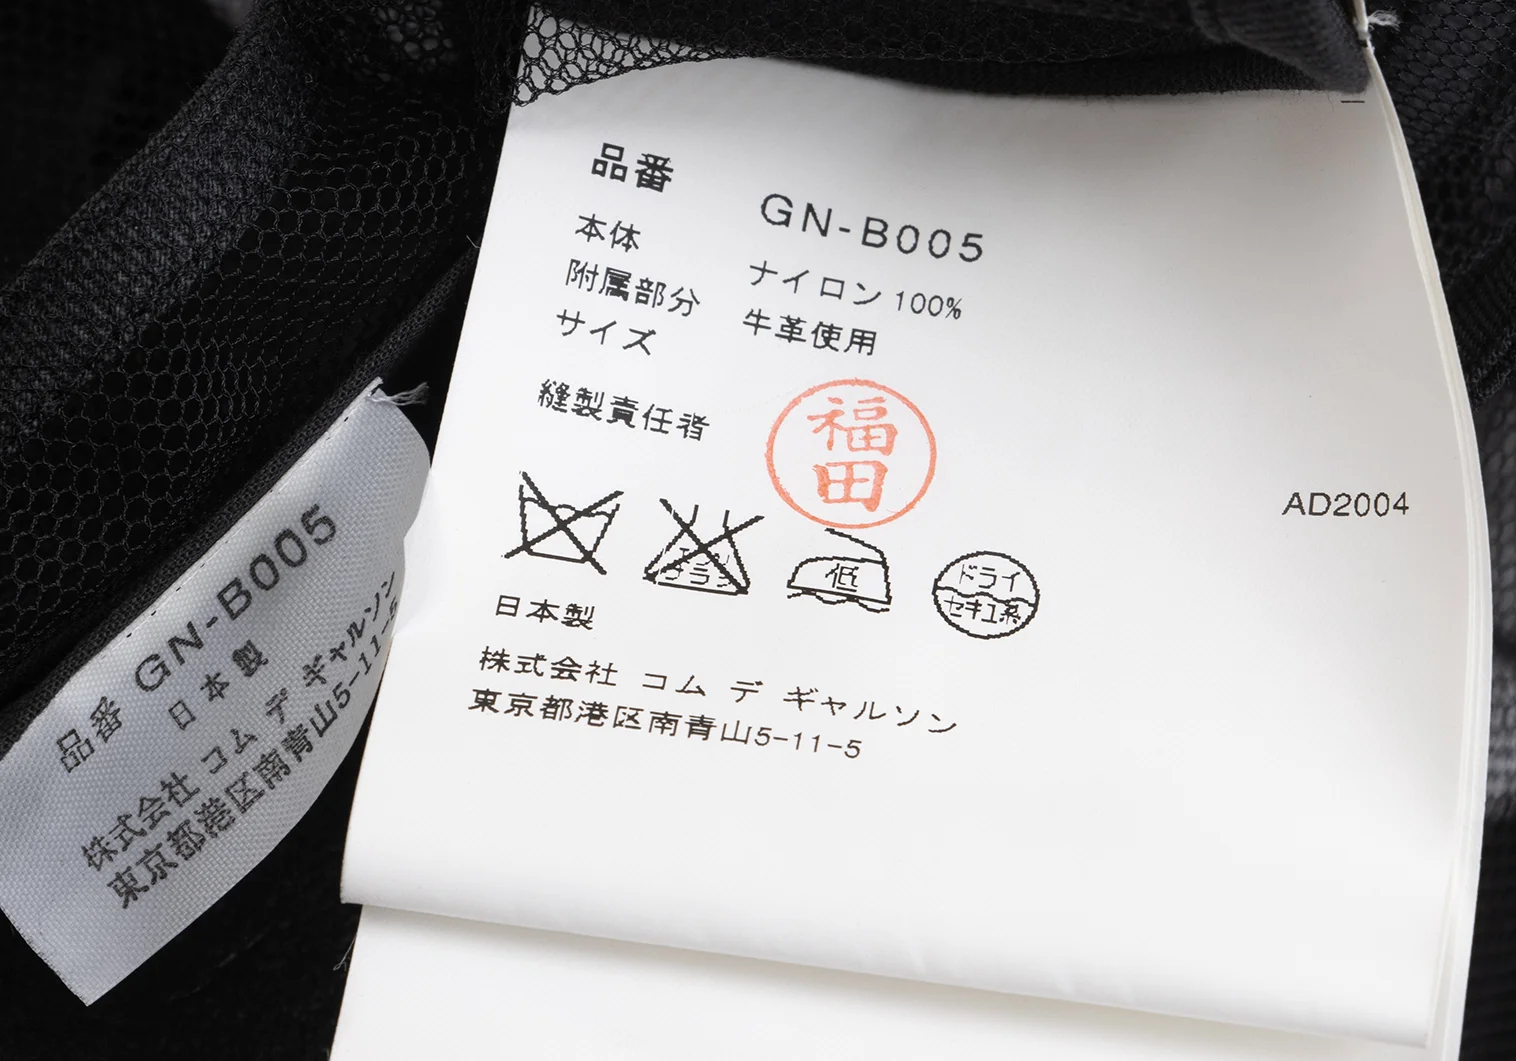 品番 GN-B005
本体 ナイロン 100%
附属部分 牛革使用
サイズ
縫製責任者
福田
低
ドライ
セキユ系
日本製
株式会社 コム デ ギャルソン
東京都港区南青山5-11-5
AD2004
品番 GN-B005
日本製
株式会社 コム デ ギャルソン
東京都港区南青山5-11-5